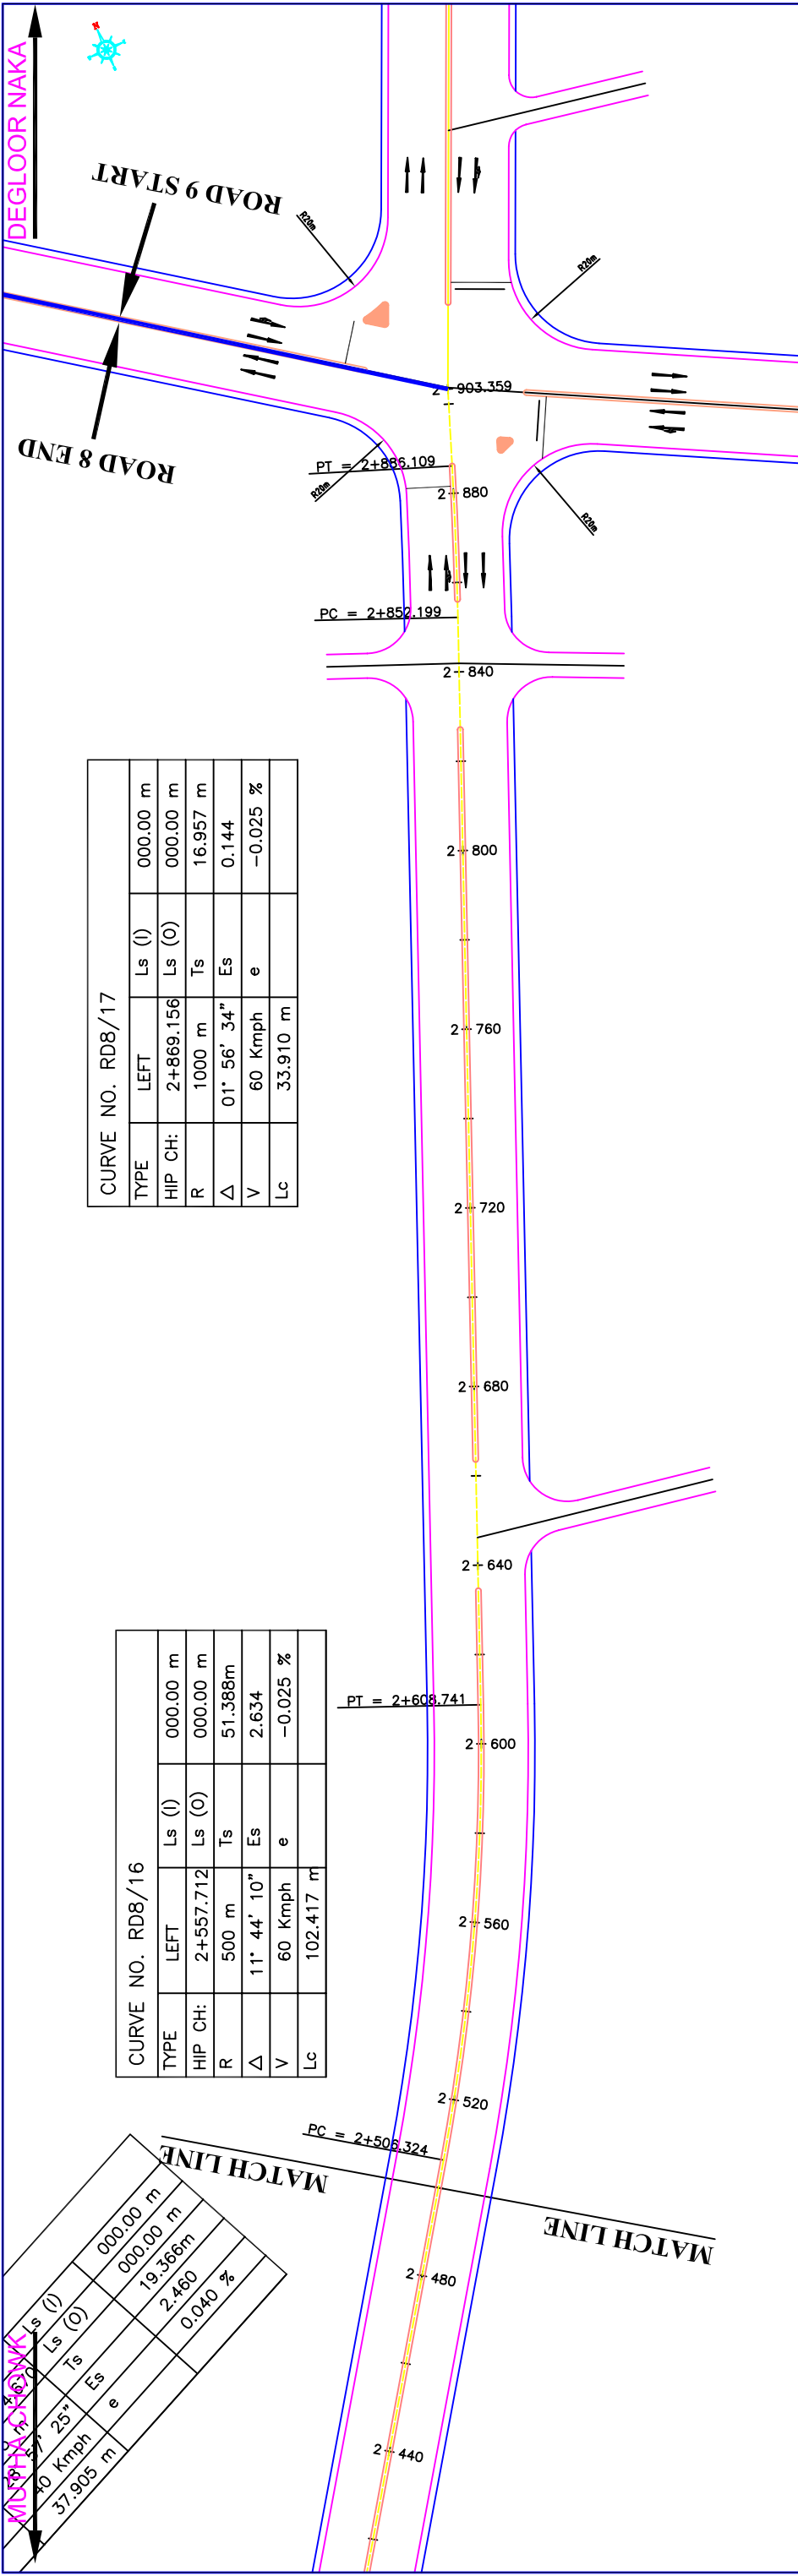 DEGLOOR NAKA
N
ROAD 9 START
ROAD 8 END
R20m
R20m
R20m
R20m
2 903.359
PT = 2+886.109
2 880
PC = 2+852.199
2 840
2 800
2 760
2 720
2 680
2 640
PT = 2+608.741
2 600
2 560
2 520
PC = 2+506.324
2 480
2 440
CURVE NO. RD8/17
TYPE LEFT Ls (I) 000.00 m
HIP CH: 2+869.156 Ls (O) 000.00 m
R 1000 m Ts 16.957 m
Δ 01° 56' 34" Es 0.144
V 60 Kmph e -0.025 %
Lc 33.910 m
CURVE NO. RD8/16
TYPE LEFT Ls (I) 000.00 m
HIP CH: 2+557.712 Ls (O) 000.00 m
R 500 m Ts 51.388m
Δ 11° 44' 10" Es 2.634
V 60 Kmph e -0.025 %
Lc 102.417 m
MATCH LINE
MATCH LINE
Ls (I) 000.00 m
Ls (O) 000.00 m
m Ts 19.366m
57' 25" Es 2.460
40 Kmph e 0.040 %
37.905 m
MUTHA CHOWK